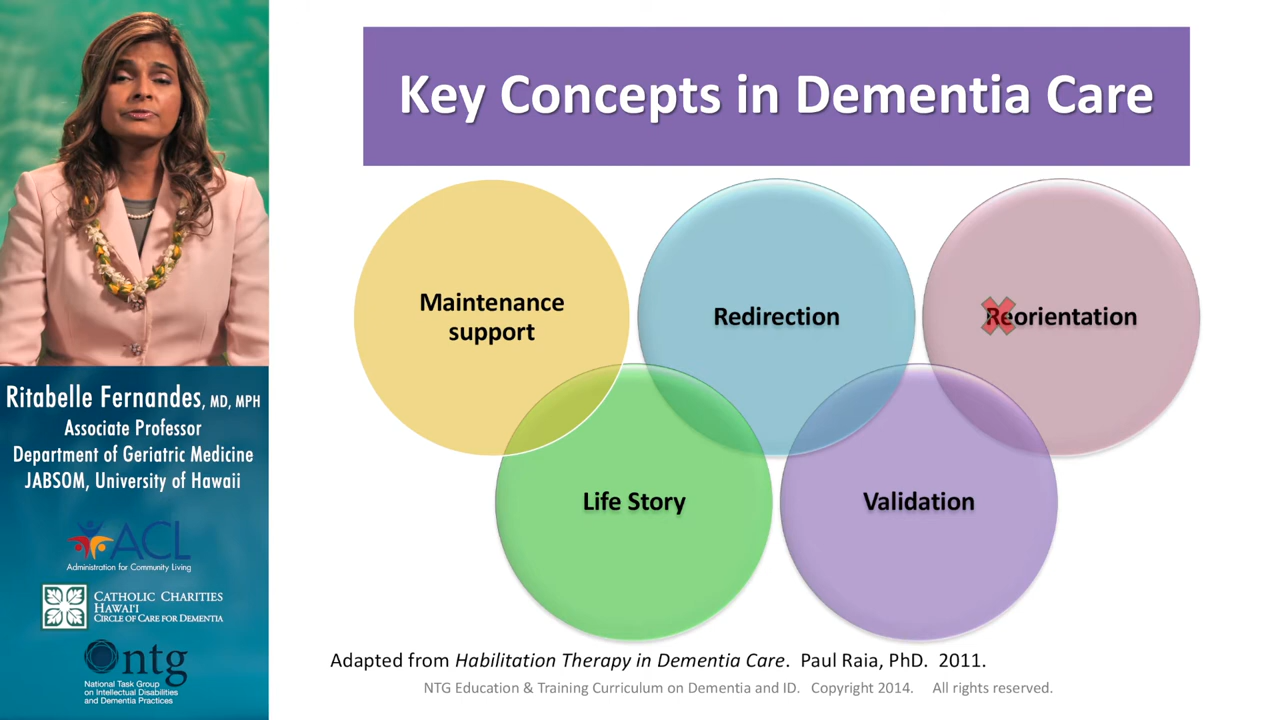 Key Concepts in Dementia Care
Maintenance
support
Redirection
Reorientation
Life Story
Validation
Adapted from Habilitation Therapy in Dementia Care. Paul Raia, PhD. 2011.
NTG Education & Training Curriculum on Dementia and ID. Copyright 2014. All rights reserved.
Ritabelle Fernandes, MD, MPH
Associate Professor
Department of Geriatric Medicine
JABSOM, University of Hawaii
ACL
Administration for Community Living
CATHOLIC CHARITIES
HAWAI'I
CIRCLE OF CARE FOR DEMENTIA
ntg
National Task Group
on Intellectual Disabilities
and Dementia Practices